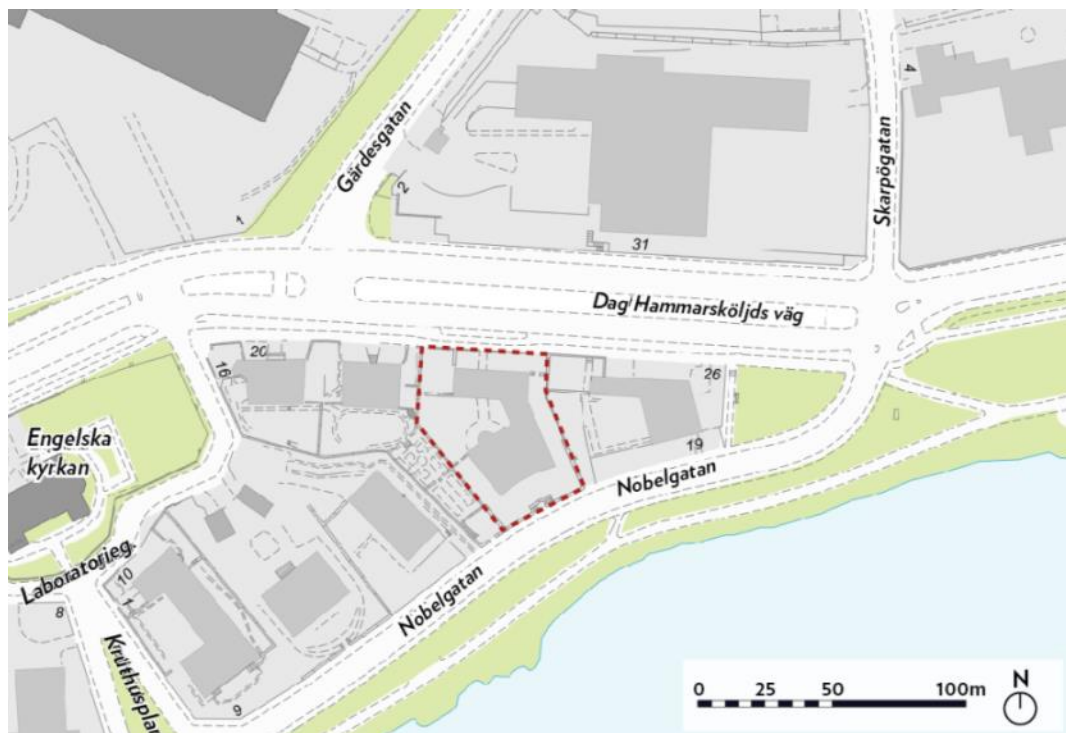 4
Gärdesgatan
2
Skarpögatan
1
31
Dag Hammarsköljds väg
20
16
26
Engelska
kyrkan
19
Nobelgatan
Laboratorieg.
10
1
8
Nobelgatan
Kruthusplan
9
0 25 50 100m
N